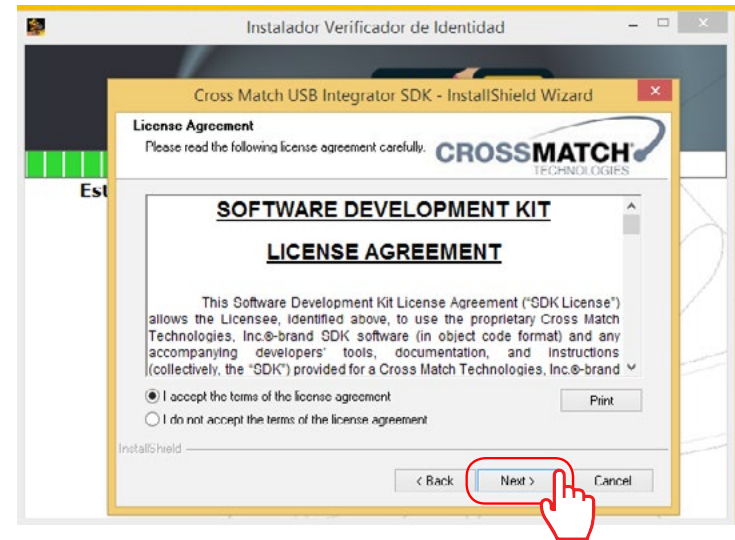 Instalador Verificador de Identidad
Cross Match USB Integrator SDK - InstallShield Wizard
License Agreement
Please read the following license agreement carefully.
CROSSMATCH
TECHNOLOGIES
Est
SOFTWARE DEVELOPMENT KIT
LICENSE AGREEMENT
This Software Development Kit License Agreement ("SDK License")
allows the Licensee, identified above, to use the proprietary Cross Match
Technologies, Inc.®-brand SDK software (in object code format) and any
accompanying developers' tools, documentation, and instructions
(collectively, the "SDK") provided for a Cross Match Technologies, Inc.®-brand
I accept the terms of the license agreement
Print
I do not accept the terms of the license agreement
InstallShield
< Back
Next >
Cancel